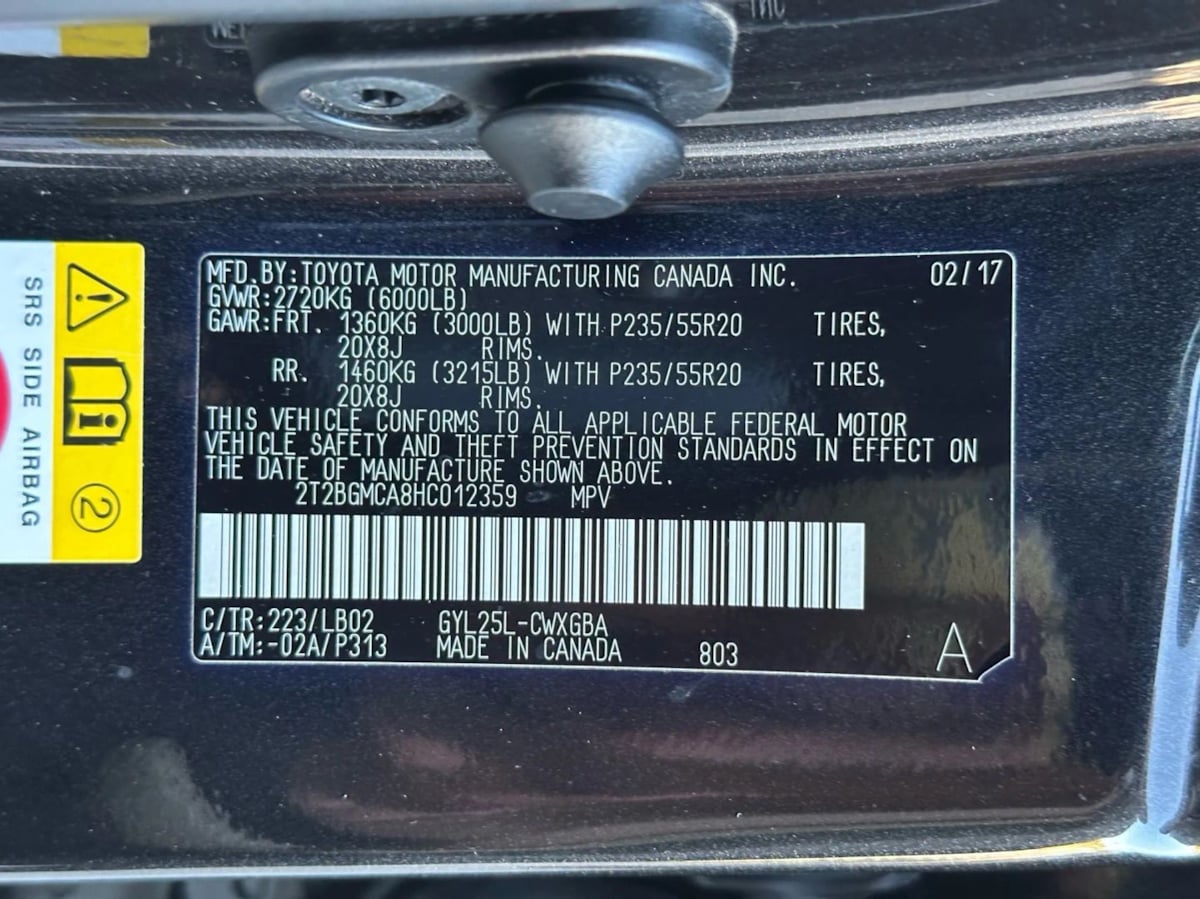 MFD.BY:TOYOTA MOTOR MANUFACTURING CANADA INC. 02/17
GVWR:2720KG (6000LB)
GAWR:FRT. 1360KG (3000LB) WITH P235/55R20 TIRES,
20X8J RIMS.
RR. 1460KG (3215LB) WITH P235/55R20 TIRES,
20X8J RIMS.
THIS VEHICLE CONFORMS TO ALL APPLICABLE FEDERAL MOTOR
VEHICLE SAFETY AND THEFT PREVENTION STANDARDS IN EFFECT ON
THE DATE OF MANUFACTURE SHOWN ABOVE.
2T2BGMCA8HC012359 MPV
C/TR:223/LB02 GYL25L-CWXGBA
A/TM:-02A/P313 MADE IN CANADA 803 A
SRS SIDE AIRBAG
2